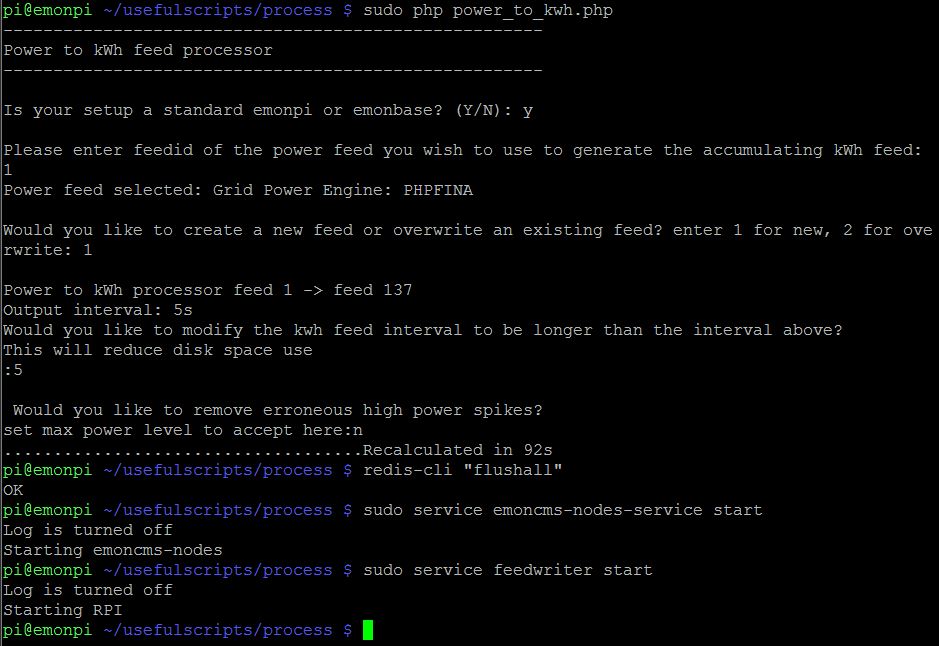 pi@emonpi ~/usefulscripts/process $ sudo php power_to_kwh.php
------------------------------------------------------
Power to kWh feed processor
------------------------------------------------------
Is your setup a standard emonpi or emonbase? (Y/N): y
Please enter feedid of the power feed you wish to use to generate the accumulating kWh feed:
1
Power feed selected: Grid Power Engine: PHPFINA
Would you like to create a new feed or overwrite an existing feed? enter 1 for new, 2 for ove
rwrite: 1
Power to kWh processor feed 1 -> feed 137
Output interval: 5s
Would you like to modify the kwh feed interval to be longer than the interval above?
This will reduce disk space use
:5
Would you like to remove erroneous high power spikes?
set max power level to accept here:n
....................................Recalculated in 92s
pi@emonpi ~/usefulscripts/process $ redis-cli "flushall"
OK
pi@emonpi ~/usefulscripts/process $ sudo service emoncms-nodes-service start
Log is turned off
Starting emoncms-nodes
pi@emonpi ~/usefulscripts/process $ sudo service feedwriter start
Log is turned off
Starting RPI
pi@emonpi ~/usefulscripts/process $